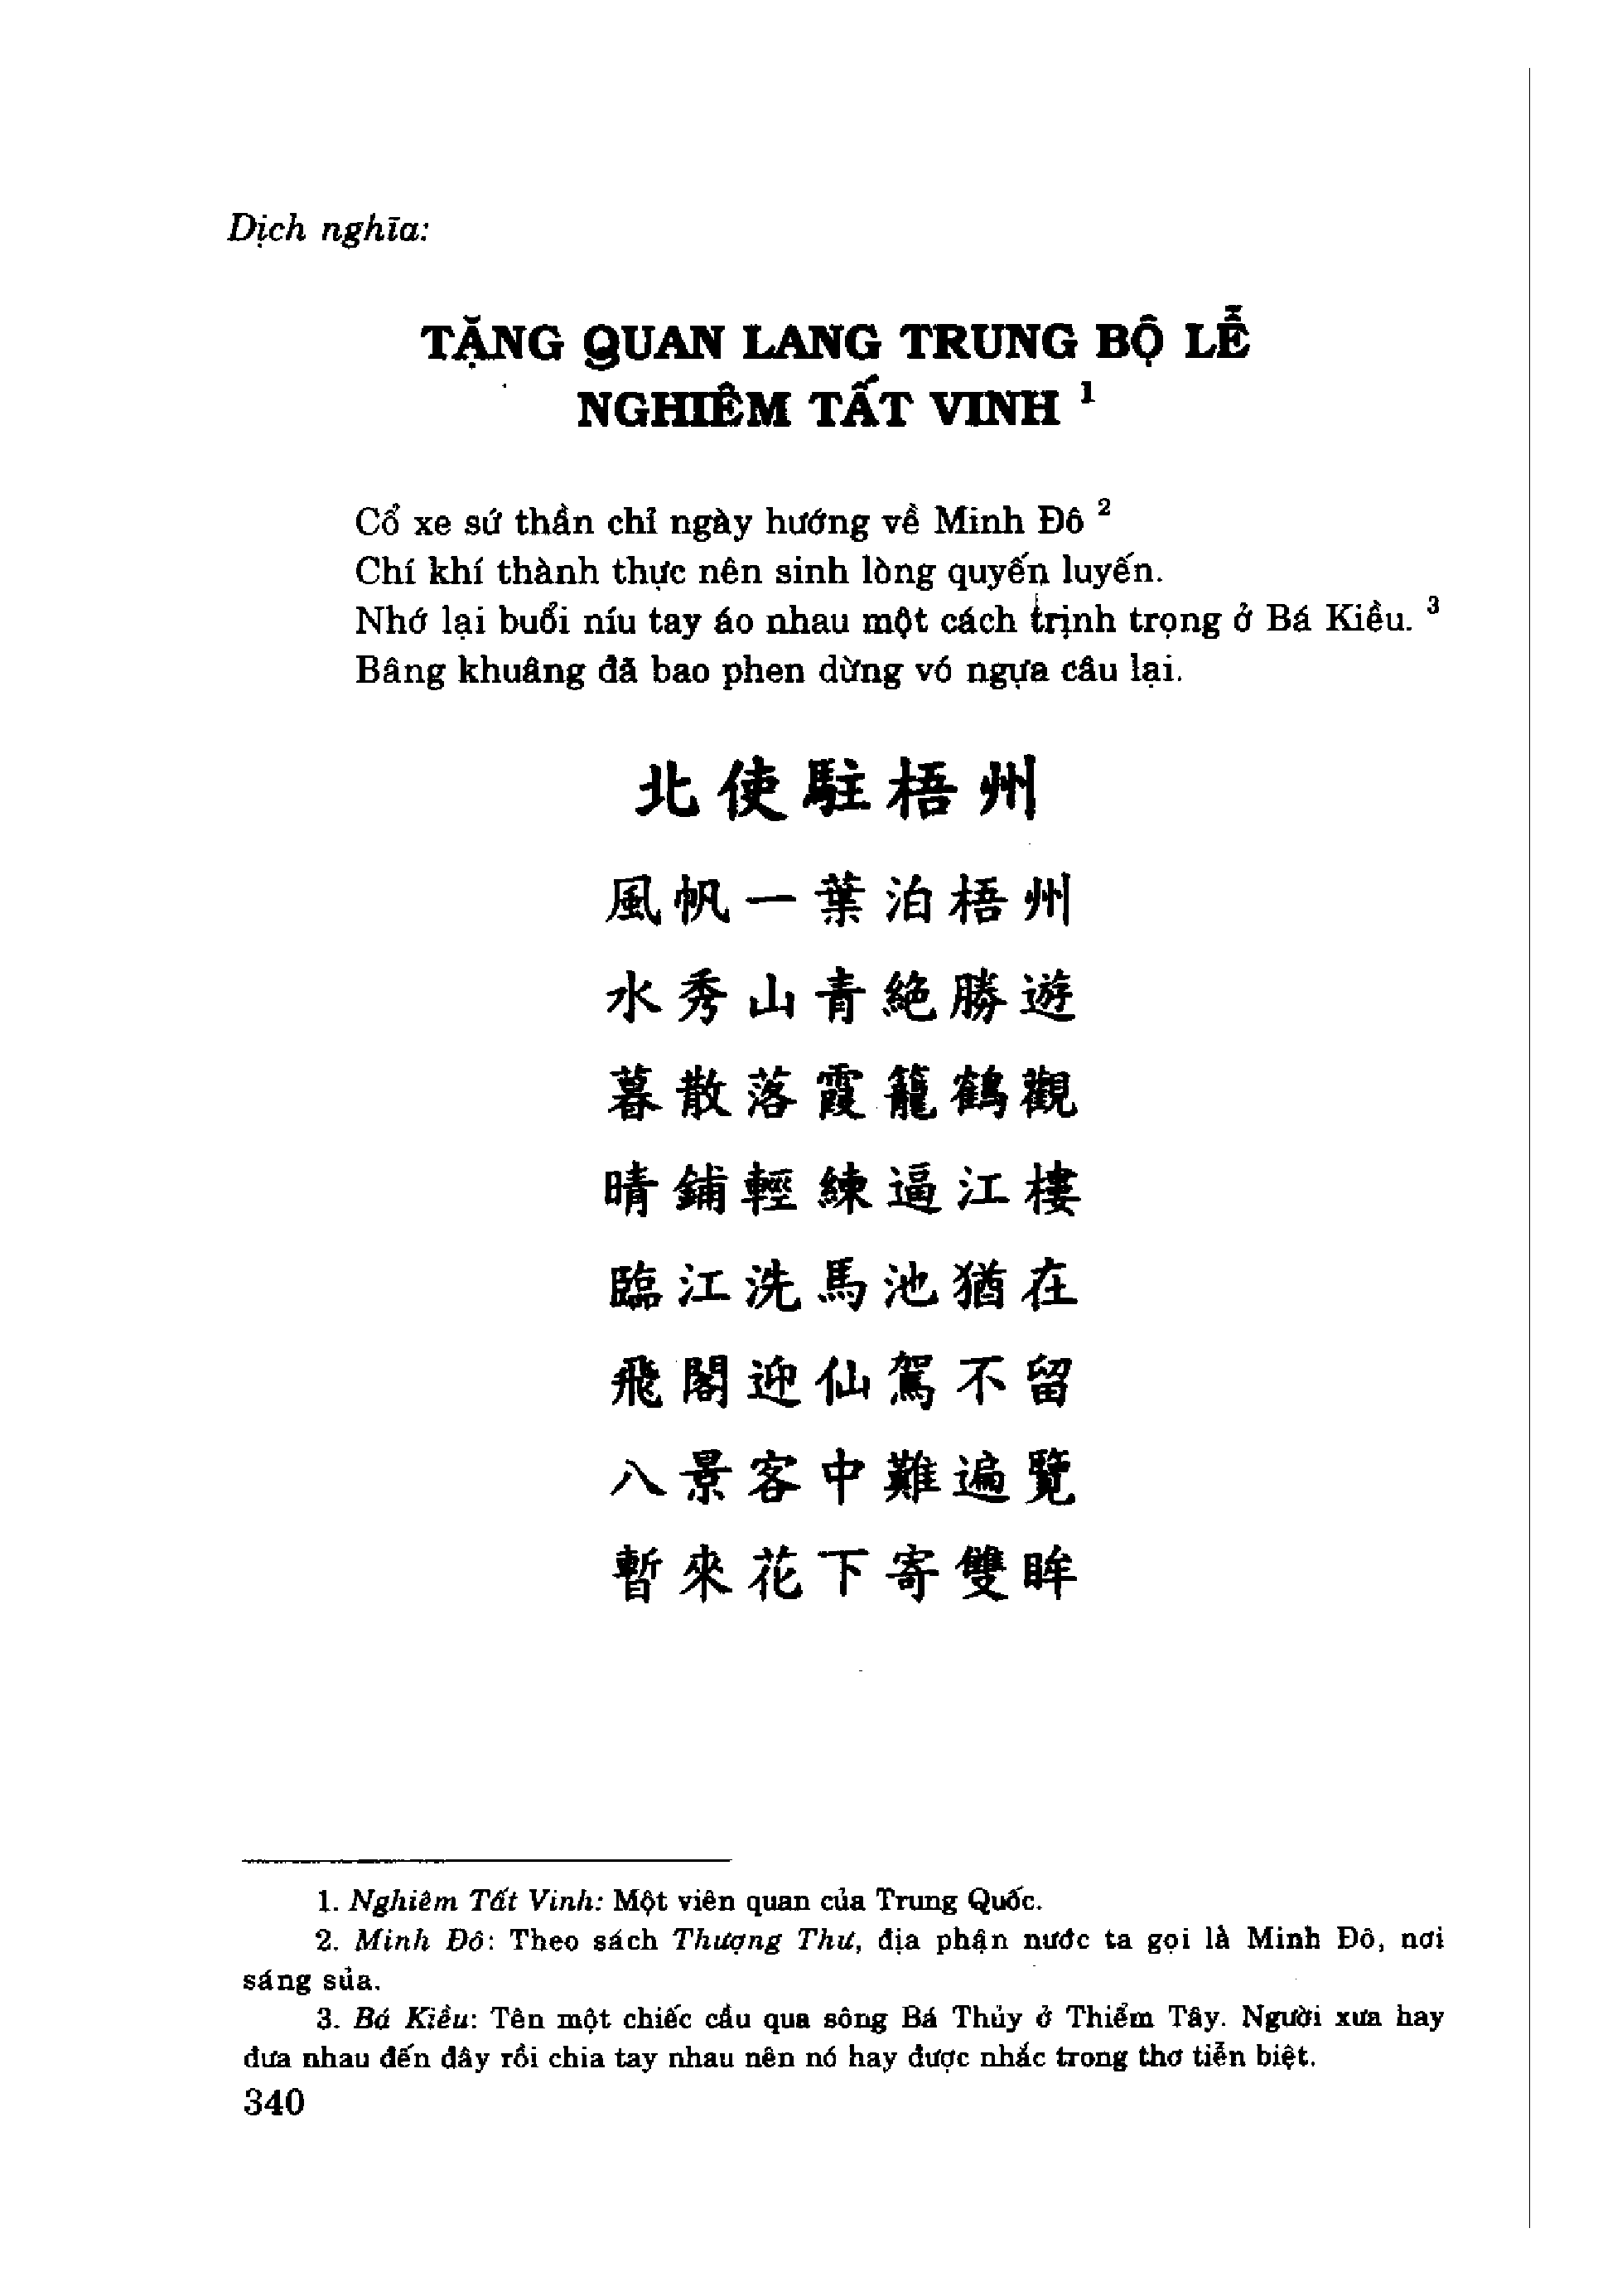 Dịch nghĩa:
TẶNG QUAN LANG TRUNG BỘ LỄ
NGHIÊM TẤT VINH 1
Cổ xe sứ thần chỉ ngày hướng về Minh Đô 2
Chí khí thành thực nên sinh lòng quyến luyến.
Nhớ lại buổi níu tay áo nhau một cách trịnh trọng ở Bá Kiều. 3
Bâng khuâng đã bao phen dừng vó ngựa câu lại.
北使駐梧州
風帆一葉泊梧州
水秀山青絶勝遊
暮散落霞籠鶴觀
晴鋪輕練逼江樓
臨江洗馬池猶在
飛閣迎仙駕不留
八景客中難遍覽
暫來花下寄雙眸
1. Nghiêm Tất Vinh: Một viên quan của Trung Quốc.
2. Minh Đô: Theo sách Thượng Thư, địa phận nước ta gọi là Minh Đô, nơi
sáng sủa.
3. Bá Kiều: Tên một chiếc cầu qua sông Bá Thủy ở Thiểm Tây. Người xưa hay
đưa nhau đến đây rồi chia tay nhau nên nó hay được nhắc trong thơ tiễn biệt.
340